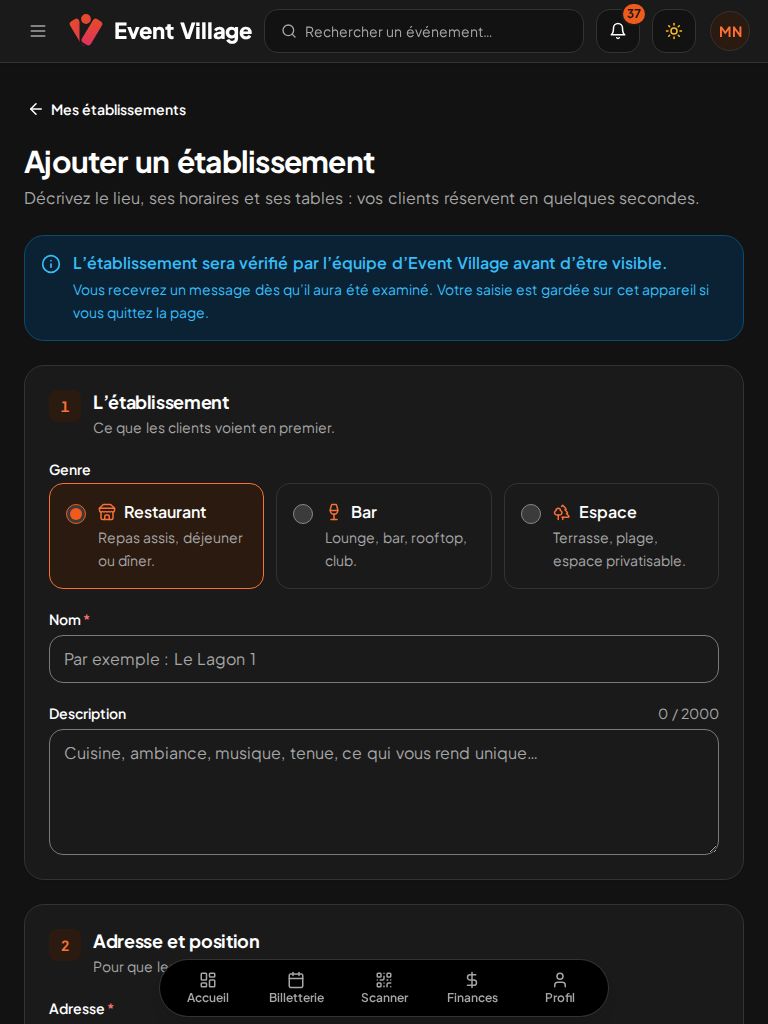 Event Village
Rechercher un événement…
37
MN
Mes établissements
Ajouter un établissement
Décrivez le lieu, ses horaires et ses tables : vos clients réservent en quelques secondes.
L’établissement sera vérifié par l’équipe d’Event Village avant d’être visible.
Vous recevrez un message dès qu’il aura été examiné. Votre saisie est gardée sur cet appareil si
vous quittez la page.
1
L’établissement
Ce que les clients voient en premier.
Genre
Restaurant
Repas assis, déjeuner
ou dîner.
Bar
Lounge, bar, rooftop,
club.
Espace
Terrasse, plage,
espace privatisable.
Nom *
Par exemple : Le Lagon 1
Description
0 / 2000
Cuisine, ambiance, musique, tenue, ce qui vous rend unique…
2
Adresse et position
Pour que le
Adresse *
Accueil
Billetterie
Scanner
Finances
Profil